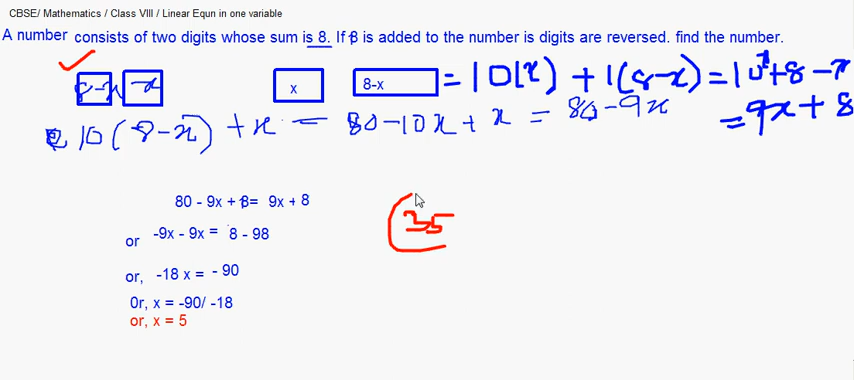 CBSE/ Mathematics / Class VIII / Linear Equn in one variable
A number consists of two digits whose sum is 8. If is added to the number is digits are reversed. find the number.
8-x x x 8-x = 10(x) + 1(8-x) = 10x+8-x
10(8-x) + x = 80-10x + x = 80-9x = 9x+8
80 - 9x + = 9x + 8
or -9x - 9x = 8 - 98
35
or, -18 x = - 90
0r, x = -90/ -18
or, x = 5